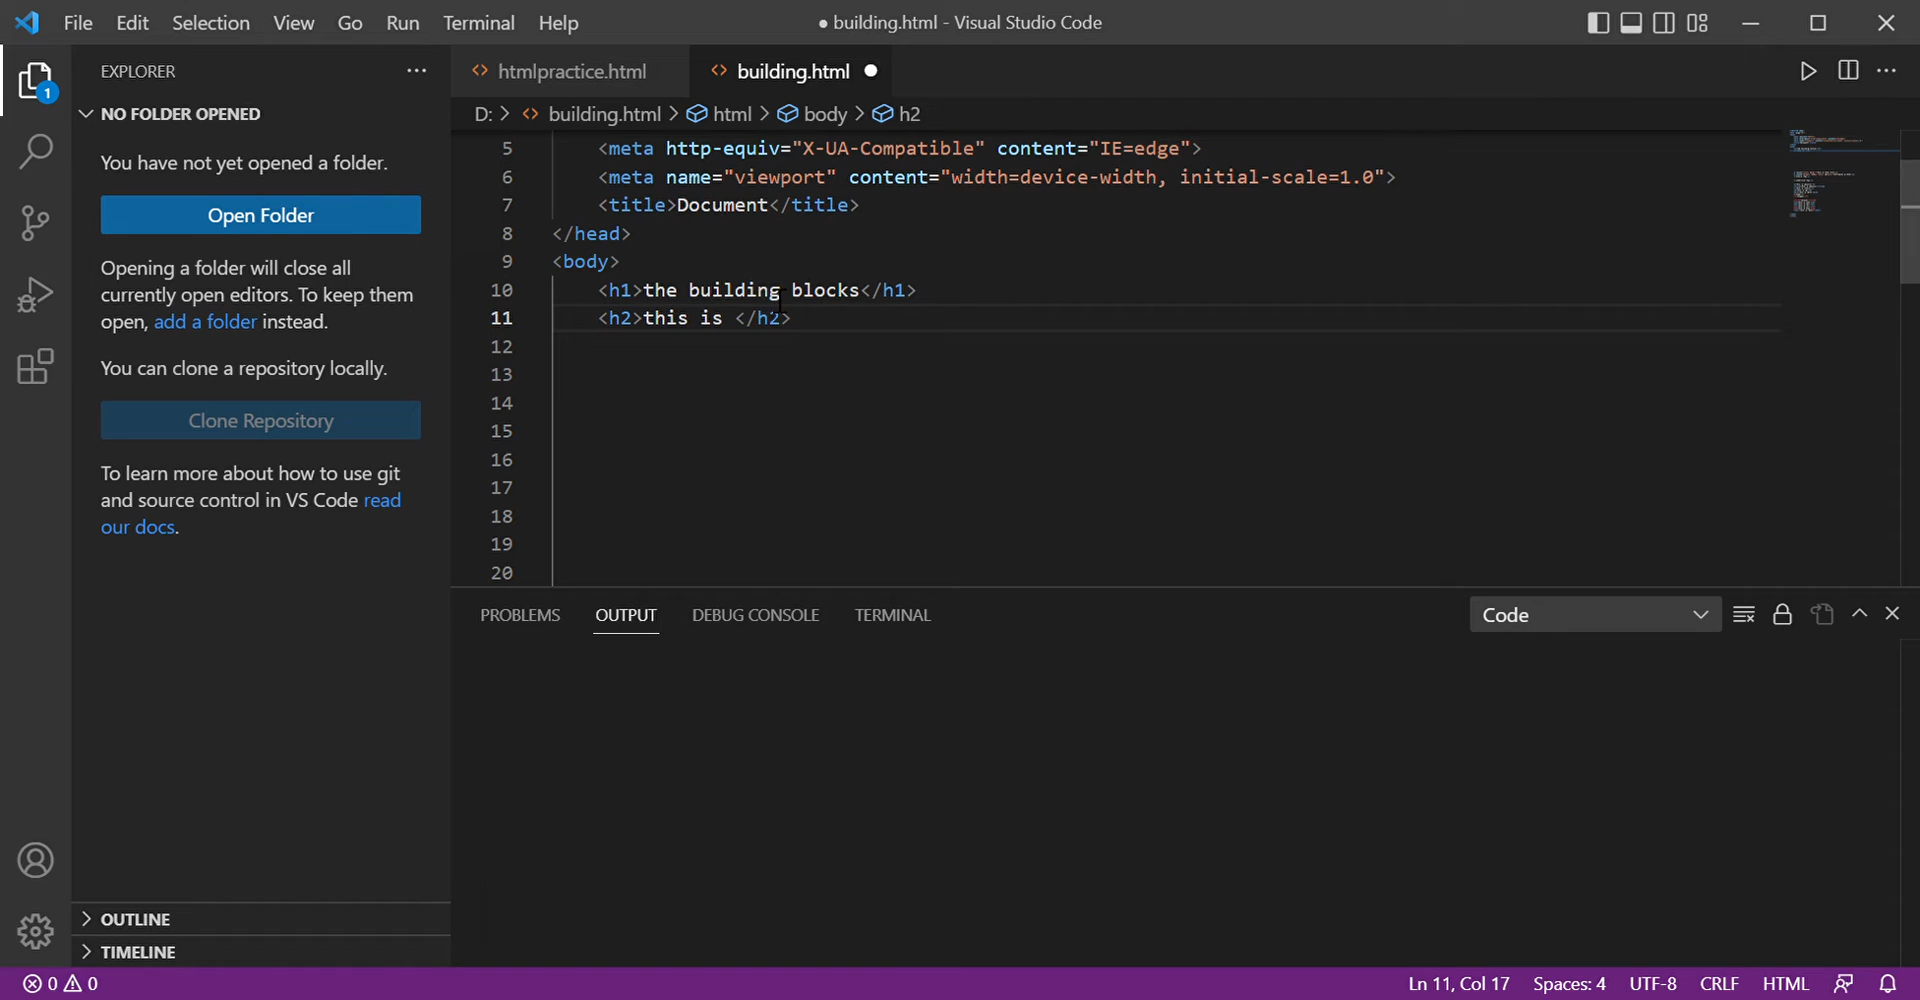 File Edit Selection View Go Run Terminal Help
● building.html - Visual Studio Code
1
EXPLORER
NO FOLDER OPENED
You have not yet opened a folder.
Open Folder
Opening a folder will close all
currently open editors. To keep them
open, add a folder instead.
You can clone a repository locally.
Clone Repository
To learn more about how to use git
and source control in VS Code read
our docs.
OUTLINE
TIMELINE
htmlpractice.html building.html
D: > building.html > html > body > h2
5 <meta http-equiv="X-UA-Compatible" content="IE=edge">
6 <meta name="viewport" content="width=device-width, initial-scale=1.0">
7 <title>Document</title>
8 </head>
9 <body>
10 <h1>the building blocks</h1>
11 <h2>this is </h2>
12
13
14
15
16
17
18
19
20
PROBLEMS OUTPUT DEBUG CONSOLE TERMINAL Code
0 0 Ln 11, Col 17 Spaces: 4 UTF-8 CRLF HTML